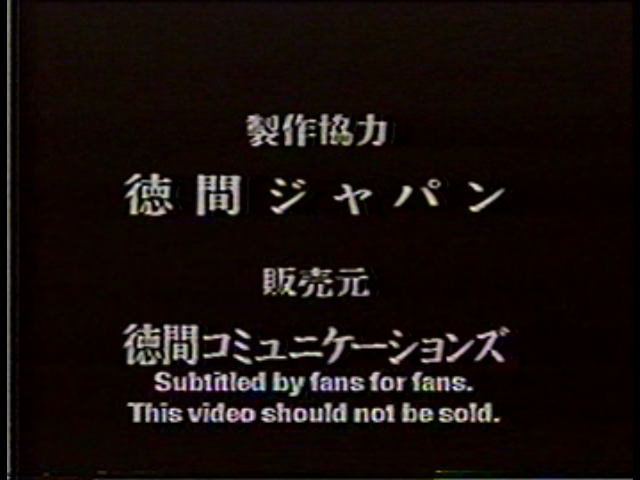 製作協力
徳間ジャパン
販売元
徳間コミュニケーションズ
Subtitled by fans for fans.
This video should not be sold.